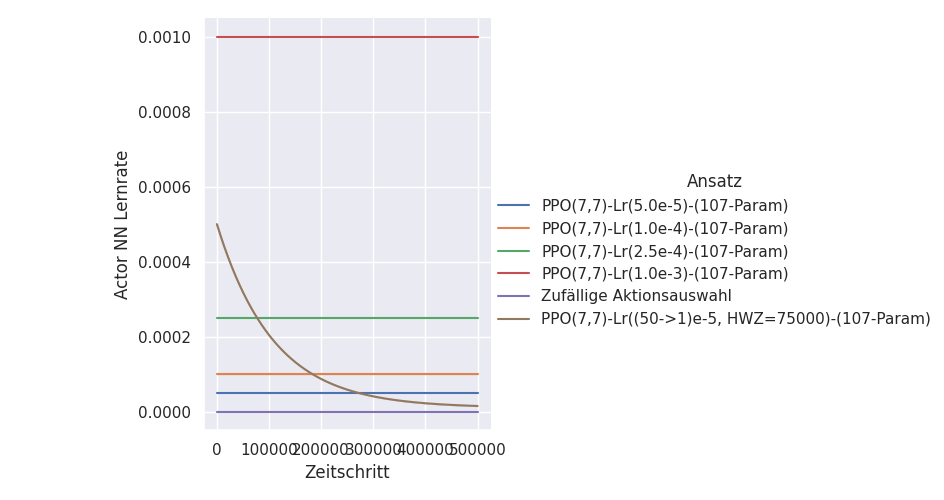 0.0010
0.0008
0.0006
0.0004
0.0002
0.0000
Actor NN Lernrate
0 100000 200000 300000 400000 500000
Zeitschritt
Ansatz
PPO(7,7)-Lr(5.0e-5)-(107-Param)
PPO(7,7)-Lr(1.0e-4)-(107-Param)
PPO(7,7)-Lr(2.5e-4)-(107-Param)
PPO(7,7)-Lr(1.0e-3)-(107-Param)
Zufällige Aktionsauswahl
PPO(7,7)-Lr((50->1)e-5, HWZ=75000)-(107-Param)